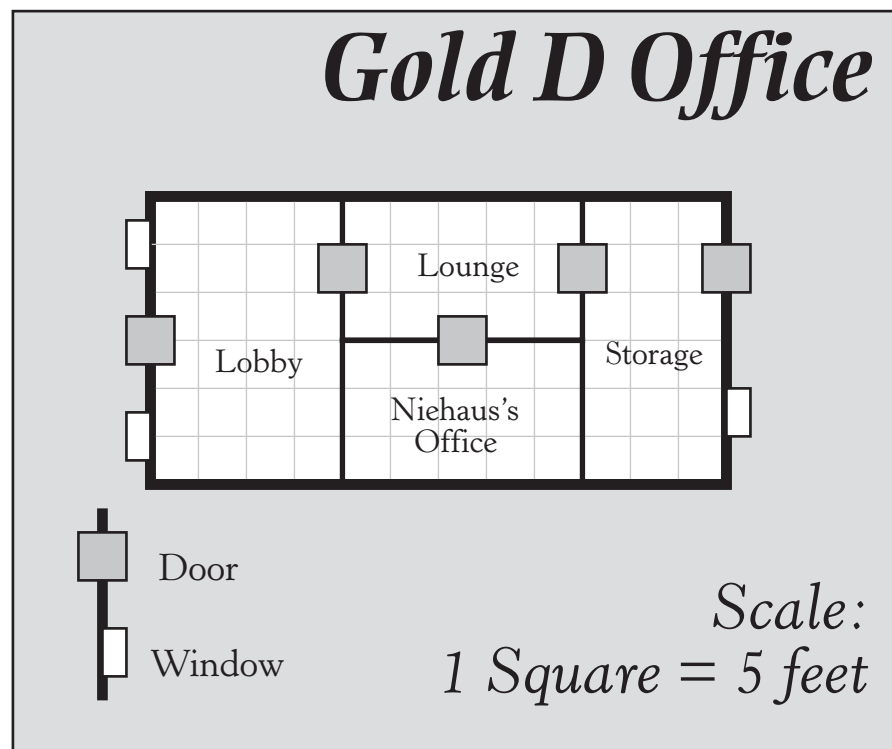 Gold D Office
Lounge
Lobby
Storage
Niehaus’s
Office
Door
Window
Scale:
1 Square = 5 feet